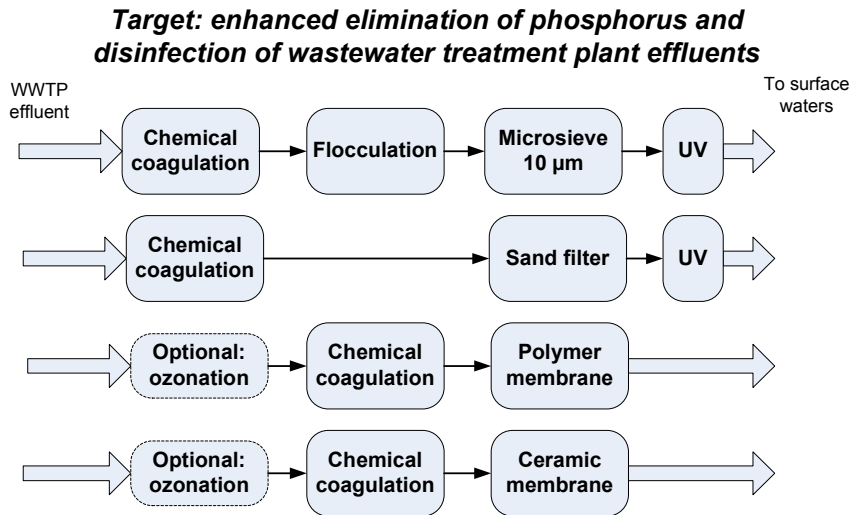 Target: enhanced elimination of phosphorus and
disinfection of wastewater treatment plant effluents
WWTP
effluent
To surface
waters
Chemical
coagulation
Flocculation
Microsieve
10 µm
UV
Chemical
coagulation
Sand filter
UV
Optional:
ozonation
Chemical
coagulation
Polymer
membrane
Optional:
ozonation
Chemical
coagulation
Ceramic
membrane